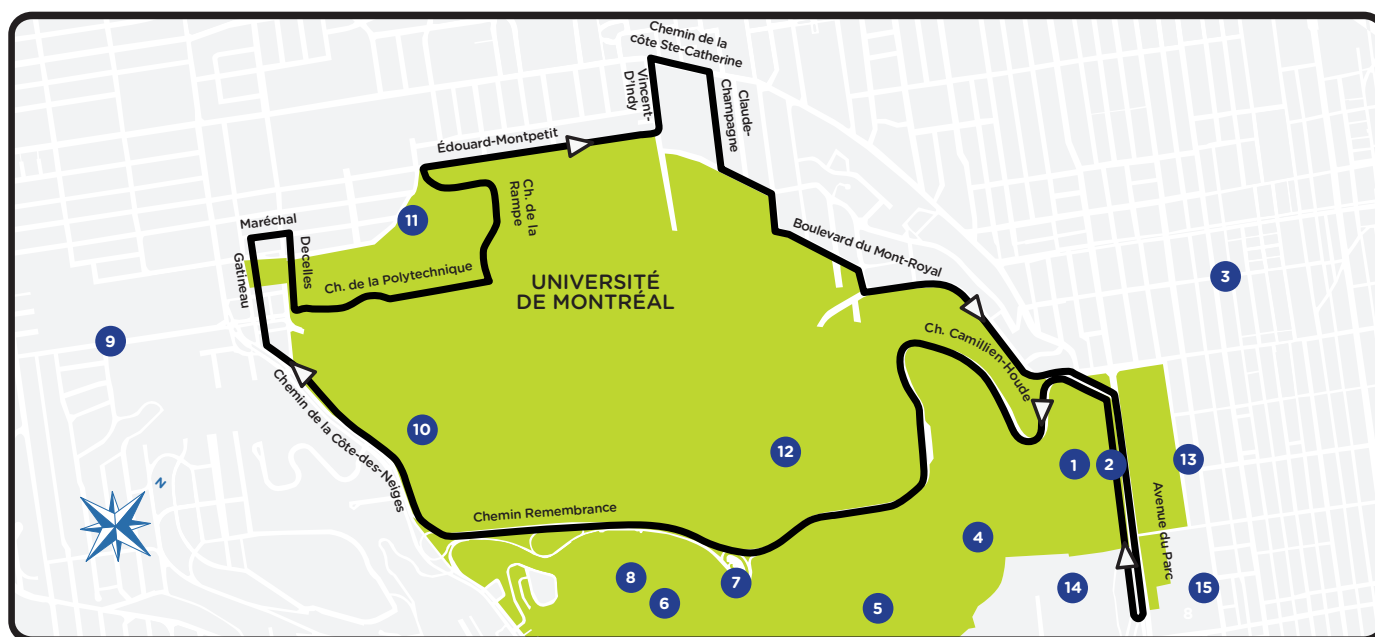 Chemin de la
côte Ste-Catherine
Vincent-
D'Indy
Claude-
Champagne
Édouard-Montpetit
Ch. de la
Rampe
11
Maréchal
Decelles
Gatineau
Ch. de la Polytechnique
UNIVERSITÉ
DE MONTRÉAL
Boulevard du Mont-Royal
3
Ch. Camillien-Houde
9
Chemin de la Côte-des-Neiges
10
12
1
2
13
N
Chemin Remembrance
Avenue du Parc
4
8
6
7
5
14
15
8